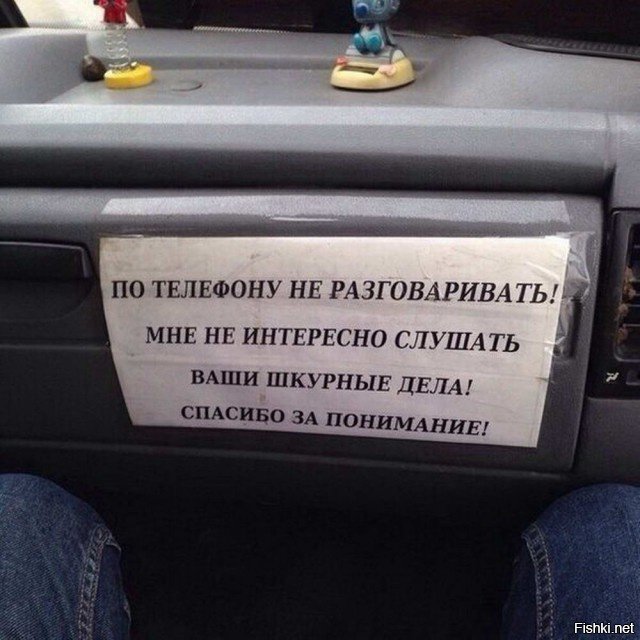 ПО ТЕЛЕФОНУ НЕ РАЗГОВАРИВАТЬ!
МНЕ НЕ ИНТЕРЕСНО СЛУШАТЬ
ВАШИ ШКУРНЫЕ ДЕЛА!
СПАСИБО ЗА ПОНИМАНИЕ!
Fishki.net